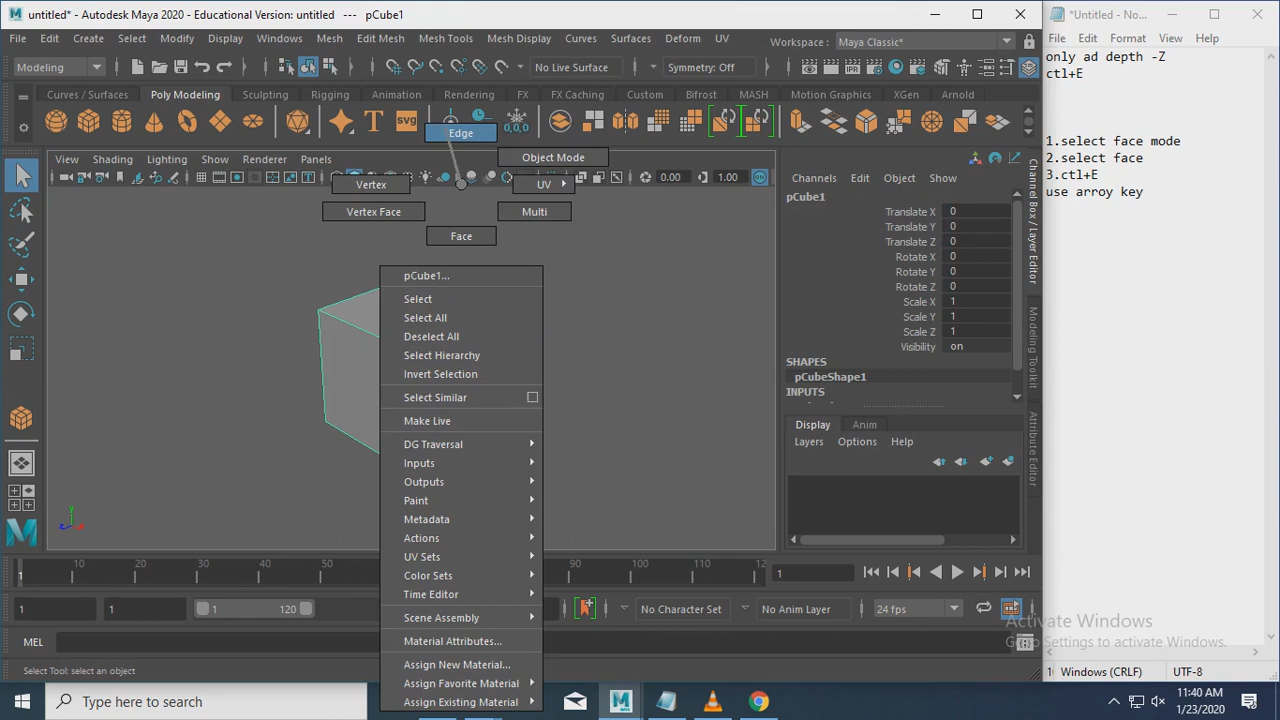 untitled* - Autodesk Maya 2020 - Educational Version: untitled --- pCube1
*Untitled - No...
File Edit Create Select Modify Display Windows Mesh Edit Mesh Mesh Tools Mesh Display Curves Surfaces Deform UV
Workspace : Maya Classic*
File Edit Format View Help
Modeling
No Live Surface
Symmetry: Off
Curves / Surfaces Poly Modeling Sculpting Rigging Animation Rendering FX FX Caching Custom Bifrost MASH Motion Graphics XGen Arnold
SVG
0,0,0
View Shading Lighting Show Renderer Panels
0.00
1.00
Edge
Object Mode
Vertex
UV
Vertex Face
Multi
Face
pCube1...
Select
Select All
Deselect All
Select Hierarchy
Invert Selection
Select Similar
Make Live
DG Traversal
Inputs
Outputs
Paint
Metadata
Actions
UV Sets
Color Sets
Time Editor
Scene Assembly
Material Attributes...
Assign New Material...
Assign Favorite Material
Assign Existing Material
Channels Edit Object Show
pCube1
Translate X 0
Translate Y 0
Translate Z 0
Rotate X 0
Rotate Y 0
Rotate Z 0
Scale X 1
Scale Y 1
Scale Z 1
Visibility on
SHAPES
pCubeShape1
INPUTS
Display Anim
Layers Options Help
Channel Box / Layer Editor
Modeling Toolkit
Attribute Editor
only ad depth -Z
ctl+E
1.select face mode
2.select face
3.ctl+E
use arroy key
y
z
x
1 10 20 30 40 50 80 90 100 110 12
1
1 1 1 120
No Character Set
No Anim Layer
24 fps
MEL
Select Tool: select an object
Activate Windows
Go to Settings to activate Windows.
Windows (CRLF) UTF-8
Type here to search
11:40 AM
1/23/2020